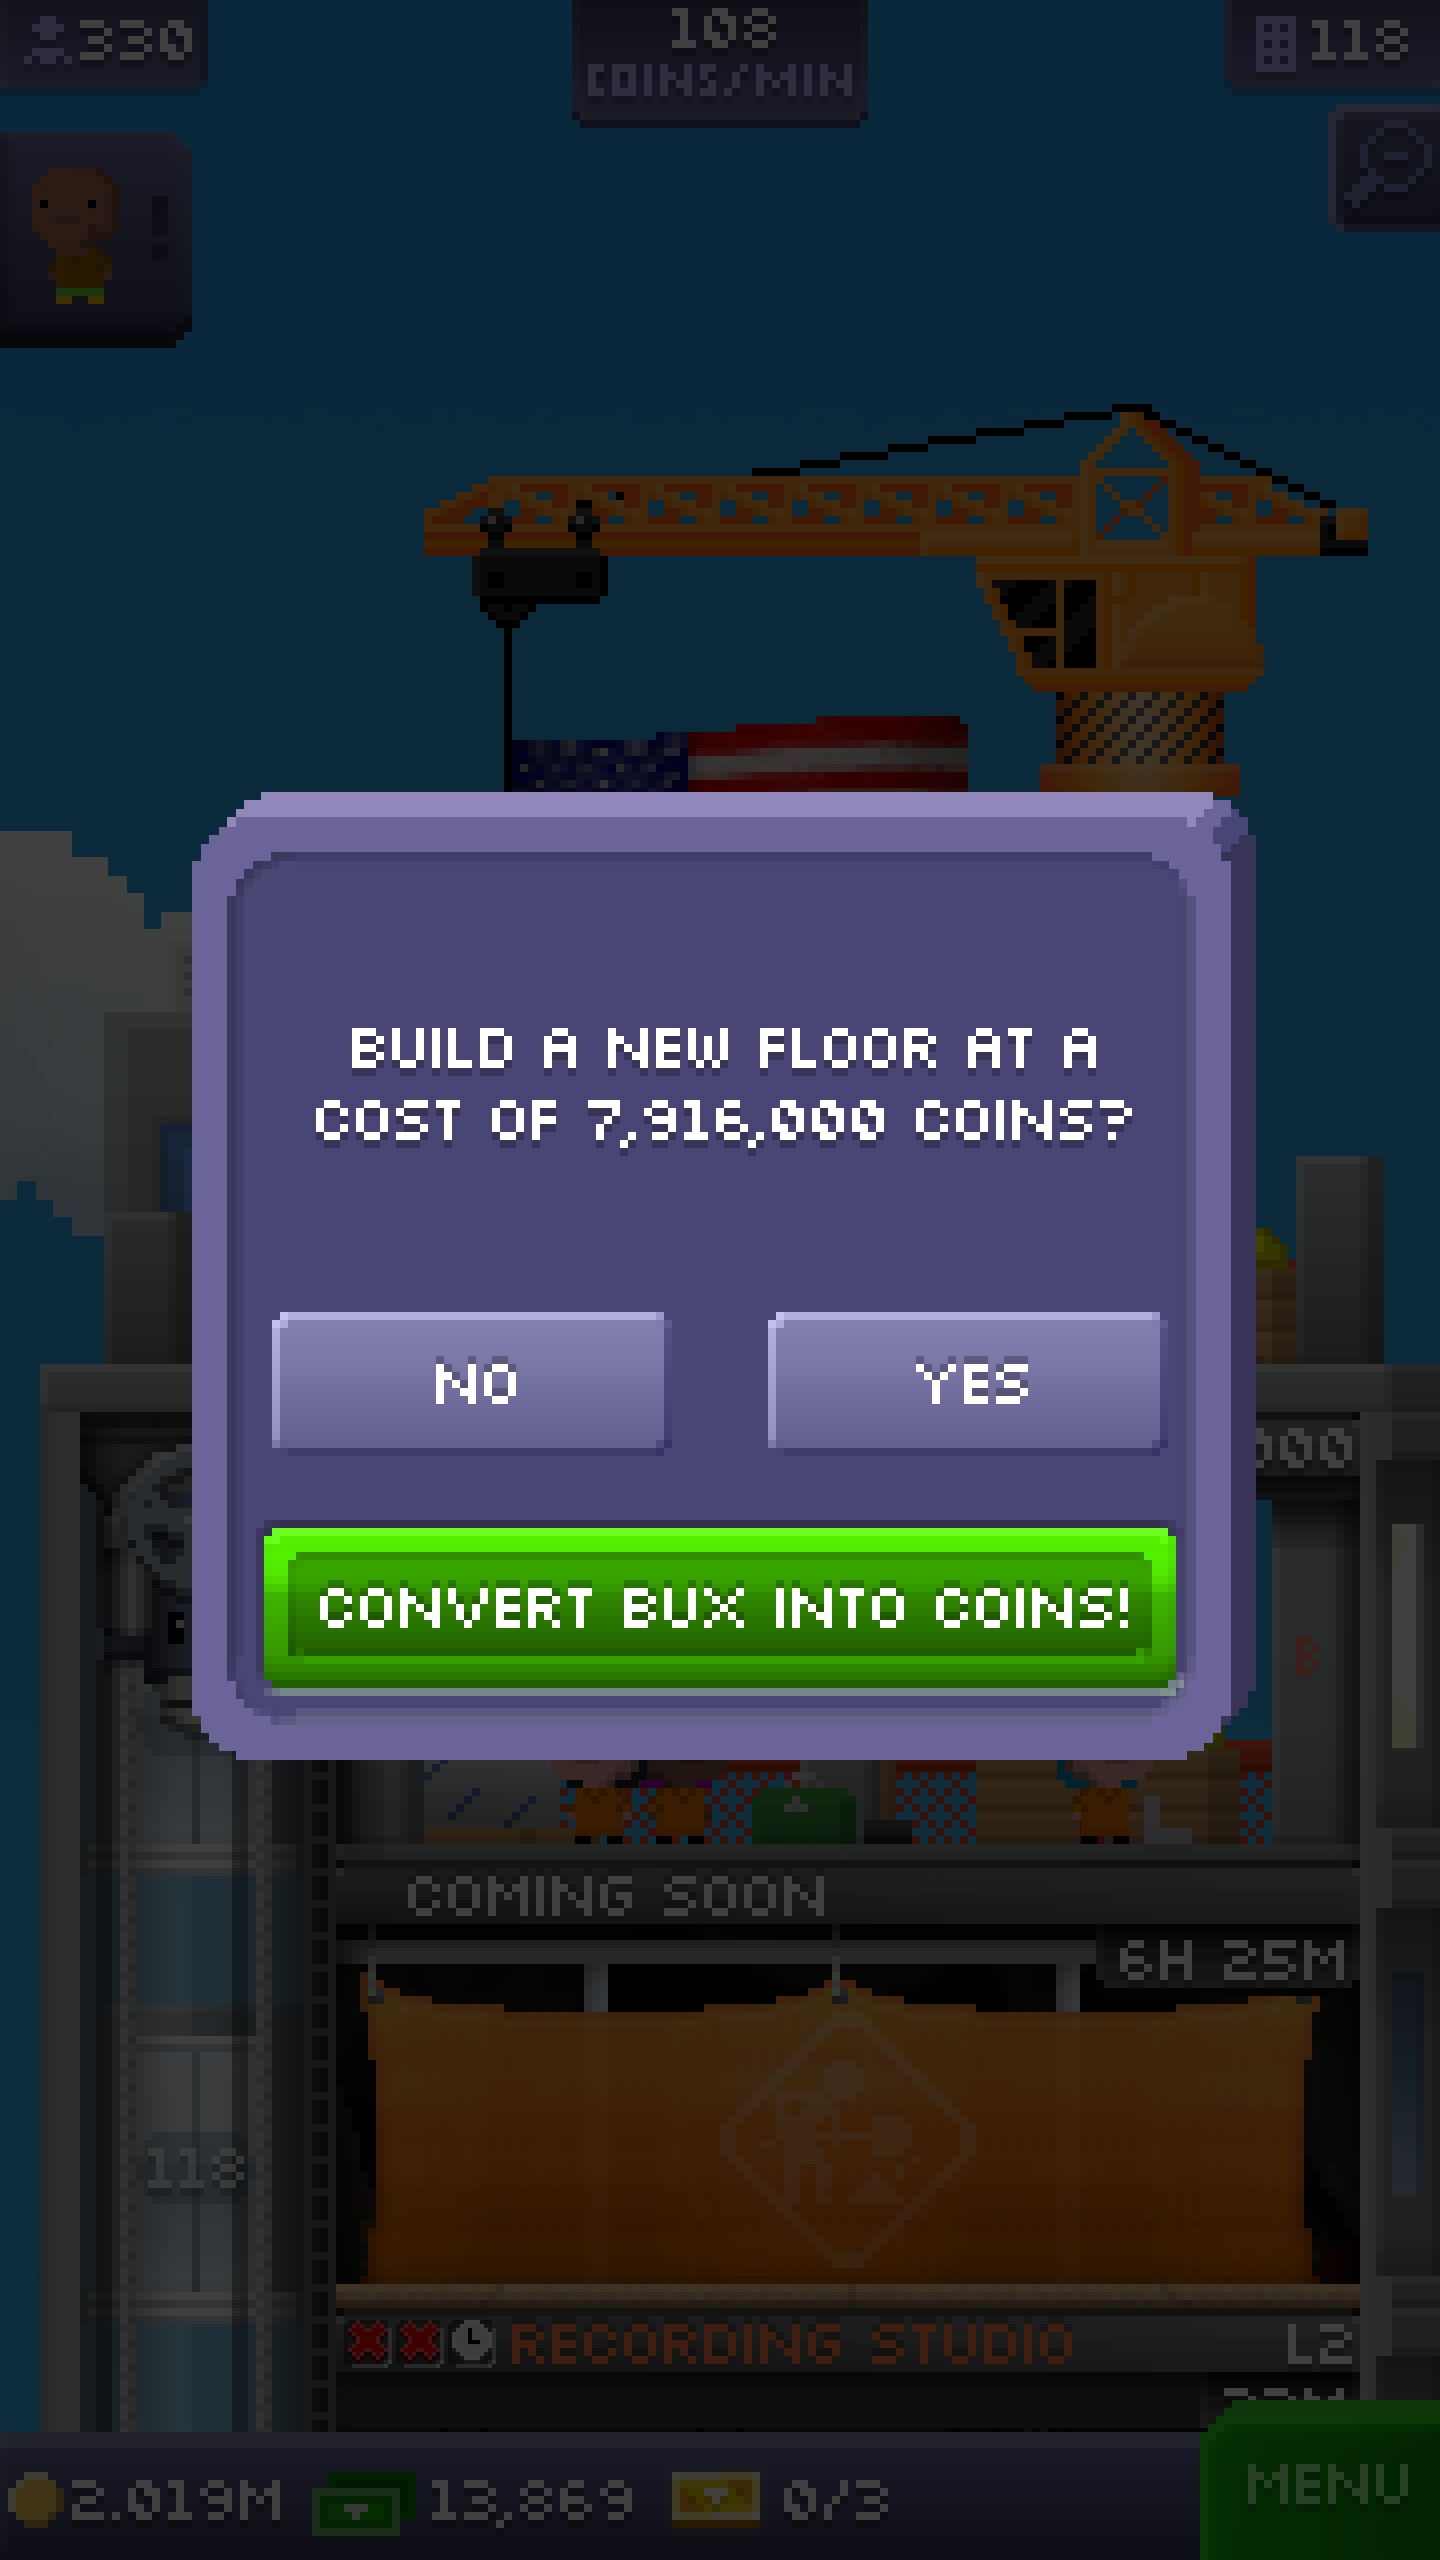 330
108
COINS/MIN
118
!
BUILD A NEW FLOOR AT A
COST OF 7,916,000 COINS?
NO
YES
000
CONVERT BUX INTO COINS!
B
COMING SOON
6H 25M
118
RECORDING STUDIO
L2
2.019M
13,869
0/3
MENU